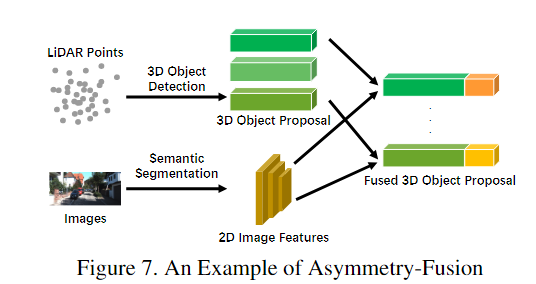 LiDAR Points
3D Object
Detection
3D Object Proposal
Semantic
Segmentation
Images
2D Image Features
Fused 3D Object Proposal
Figure 7. An Example of Asymmetry-Fusion